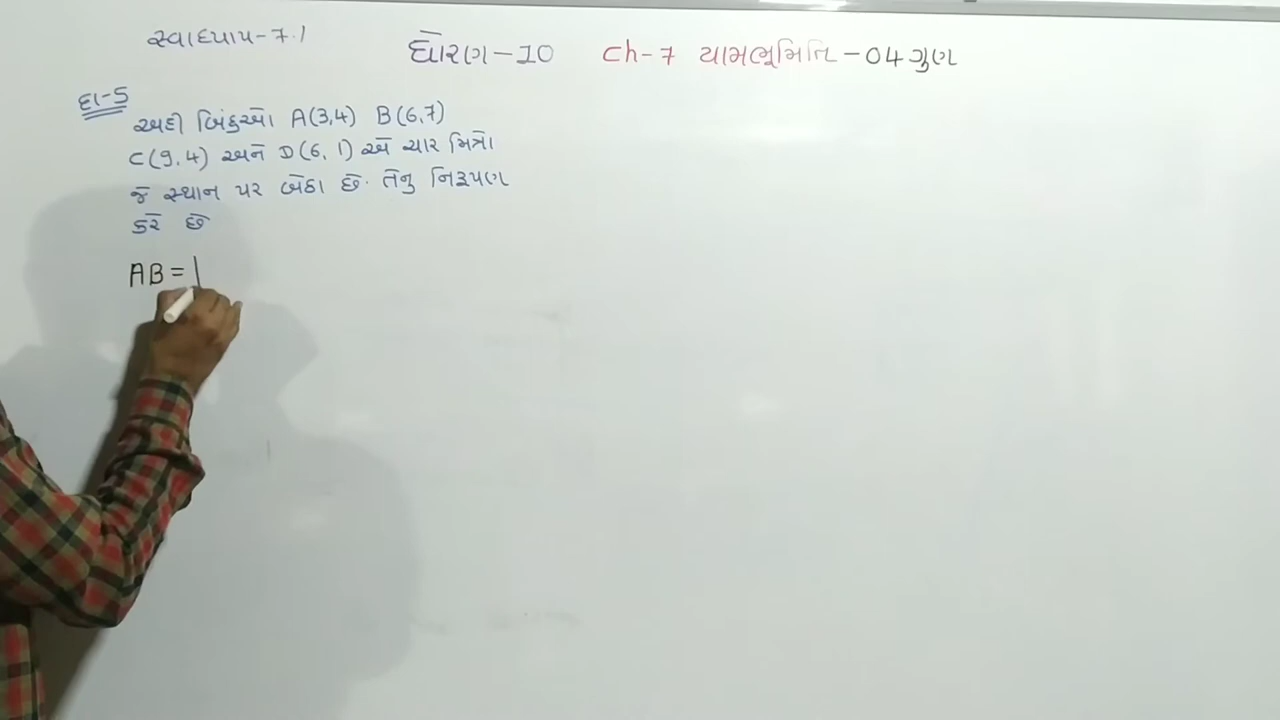 સ્વાધ્યાય-7.1
ધોરણ-10 ch-7 યામભૂમિતિ-04 ગુણ
દા-5
અહી બિંદુઓ A(3,4) B(6,7)
C(9,4) અને D(6,1) એ ચાર મિત્રો
જે સ્થાન પર બેઠા છે. તેનુ નિરૂપણ
કરે છે
AB =